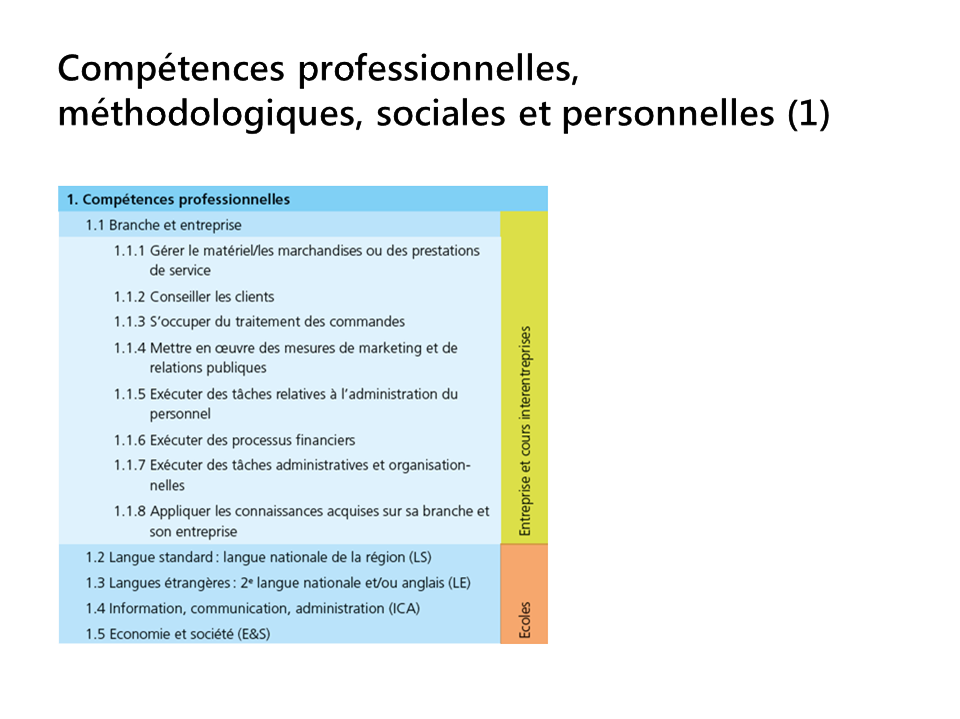 Compétences professionnelles,
méthodologiques, sociales et personnelles (1)
1. Compétences professionnelles
1.1 Branche et entreprise
1.1.1 Gérer le matériel/les marchandises ou des prestations
de service
1.1.2 Conseiller les clients
1.1.3 S'occuper du traitement des commandes
1.1.4 Mettre en œuvre des mesures de marketing et de
relations publiques
1.1.5 Exécuter des tâches relatives à l'administration du
personnel
1.1.6 Exécuter des processus financiers
1.1.7 Exécuter des tâches administratives et organisation-
nelles
1.1.8 Appliquer les connaissances acquises sur sa branche et
son entreprise
Entreprise et cours interentreprises
1.2 Langue standard : langue nationale de la région (LS)
1.3 Langues étrangères : 2e langue nationale et/ou anglais (LE)
1.4 Information, communication, administration (ICA)
1.5 Economie et société (E&S)
Ecoles